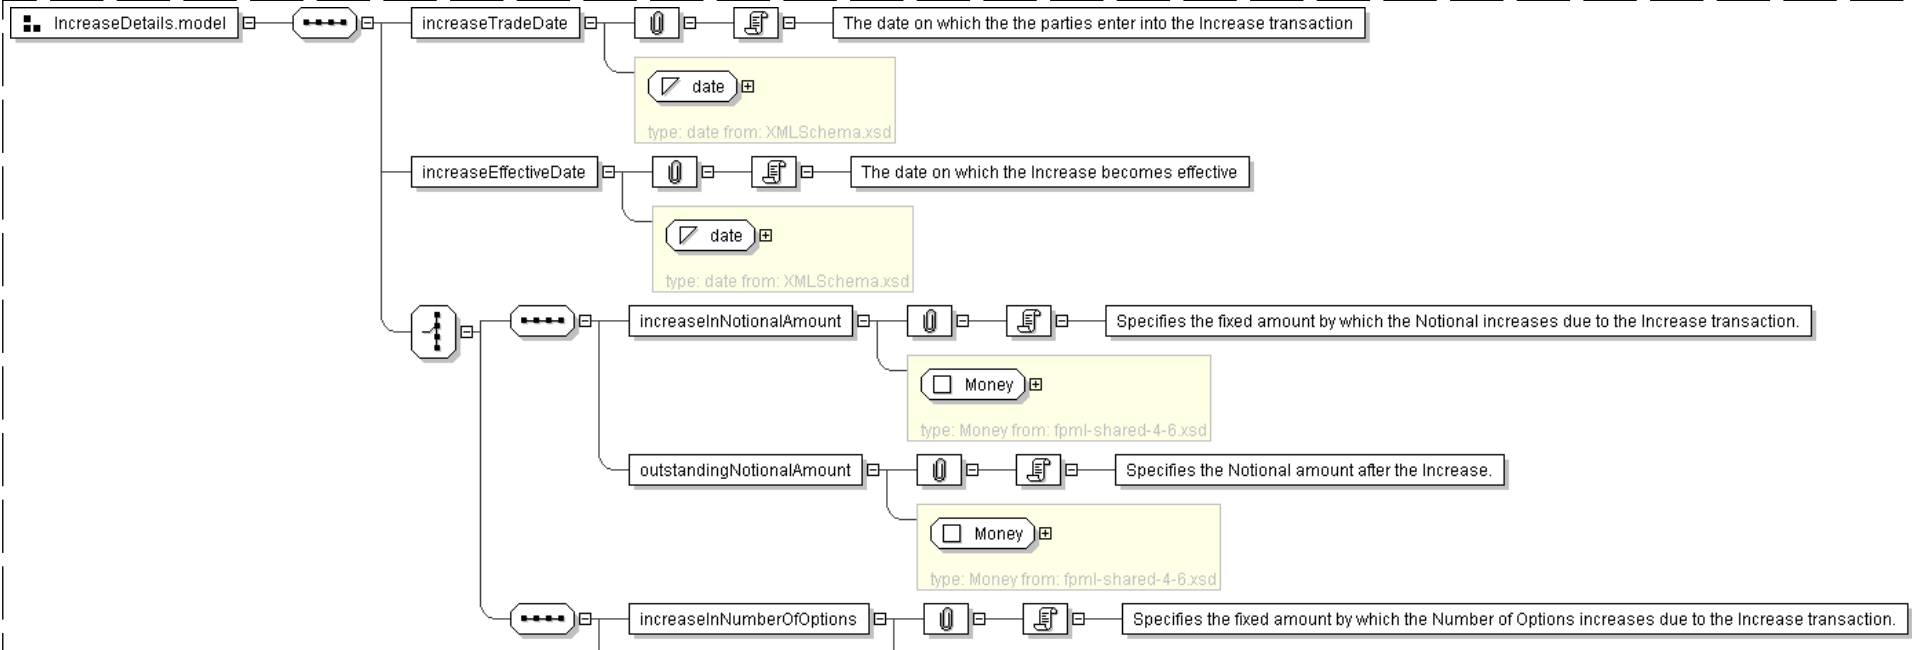 IncreaseDetails.model
increaseTradeDate
The date on which the the parties enter into the Increase transaction
date
type: date from: XMLSchema.xsd
increaseEffectiveDate
The date on which the Increase becomes effective
date
type: date from: XMLSchema.xsd
increaseInNotionalAmount
Specifies the fixed amount by which the Notional increases due to the Increase transaction.
Money
type: Money from: fpml-shared-4-6.xsd
outstandingNotionalAmount
Specifies the Notional amount after the Increase.
Money
type: Money from: fpml-shared-4-6.xsd
increaseInNumberOfOptions
Specifies the fixed amount by which the Number of Options increases due to the Increase transaction.